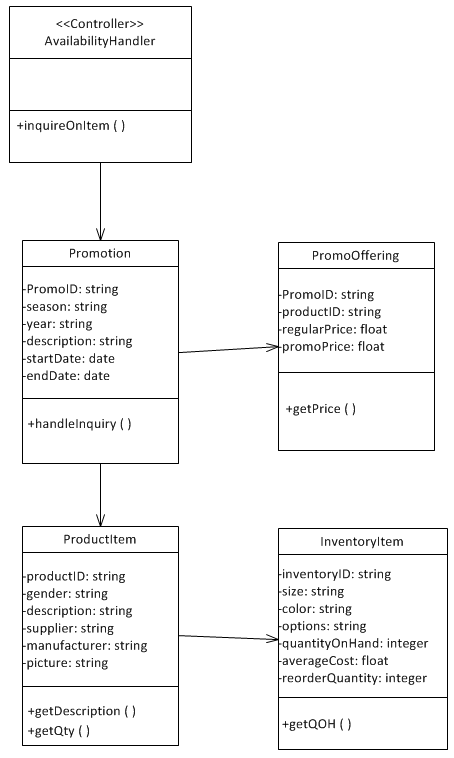 <<Controller>>
AvailabilityHandler
+inquireOnItem ( )
Promotion
-PromoID: string
-season: string
-year: string
-description: string
-startDate: date
-endDate: date
+handleInquiry ( )
PromoOffering
-PromoID: string
-productID: string
-regularPrice: float
-promoPrice: float
+getPrice ( )
ProductItem
-productID: string
-gender: string
-description: string
-supplier: string
-manufacturer: string
-picture: string
+getDescription ( )
+getQty ( )
InventoryItem
-inventoryID: string
-size: string
-color: string
-options: string
-quantityOnHand: integer
-averageCost: float
-reorderQuantity: integer
+getQOH ( )